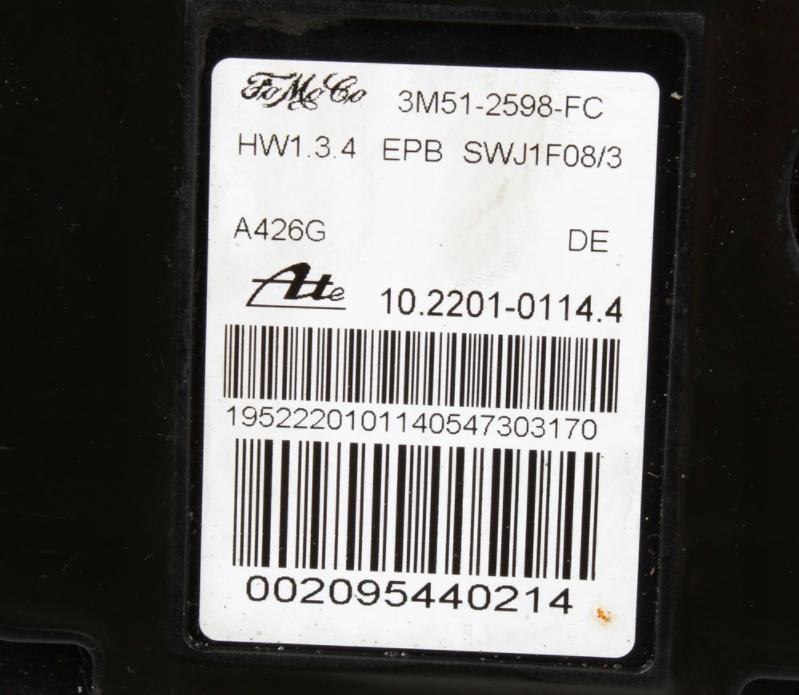 FoMoCo 3M51-2598-FC
HW1.3.4 EPB SWJ1F08/3
A426G DE
Ate 10.2201-0114.4
1952220101140547303170
002095440214